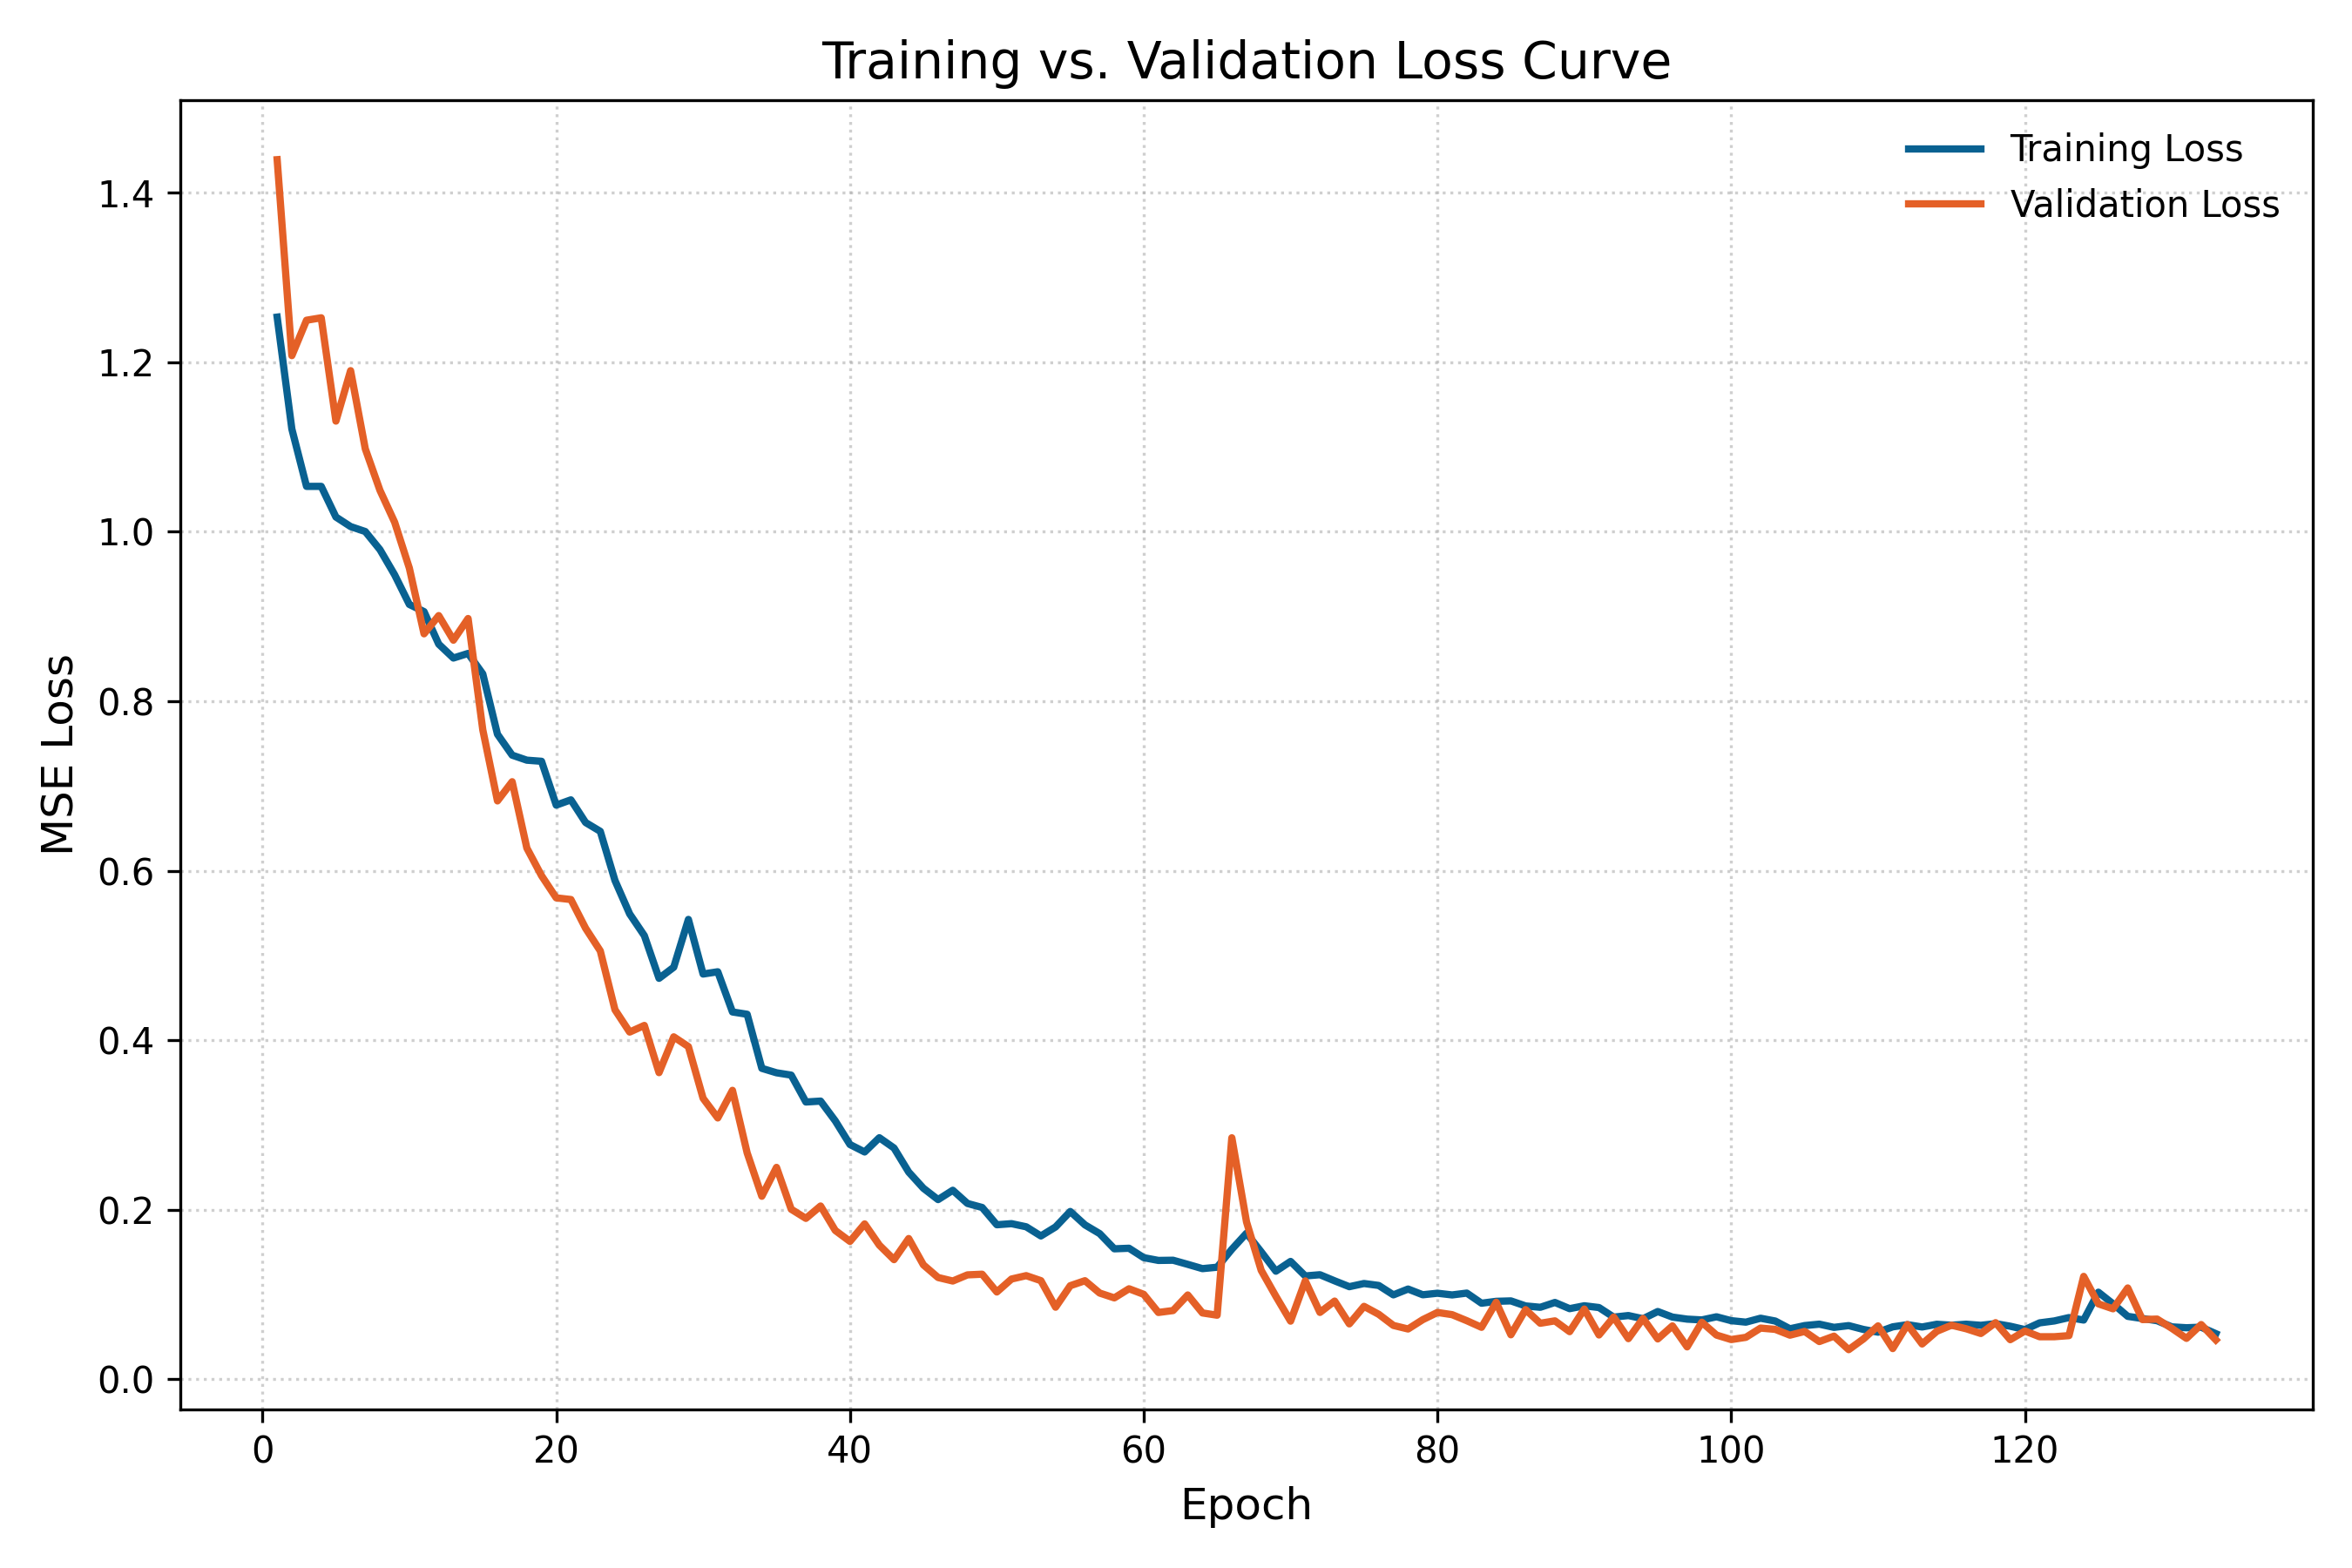 Training vs. Validation Loss Curve
Training Loss
Validation Loss
1.4
1.2
1.0
0.8
0.6
0.4
0.2
0.0
MSE Loss
0 20 40 60 80 100 120
Epoch